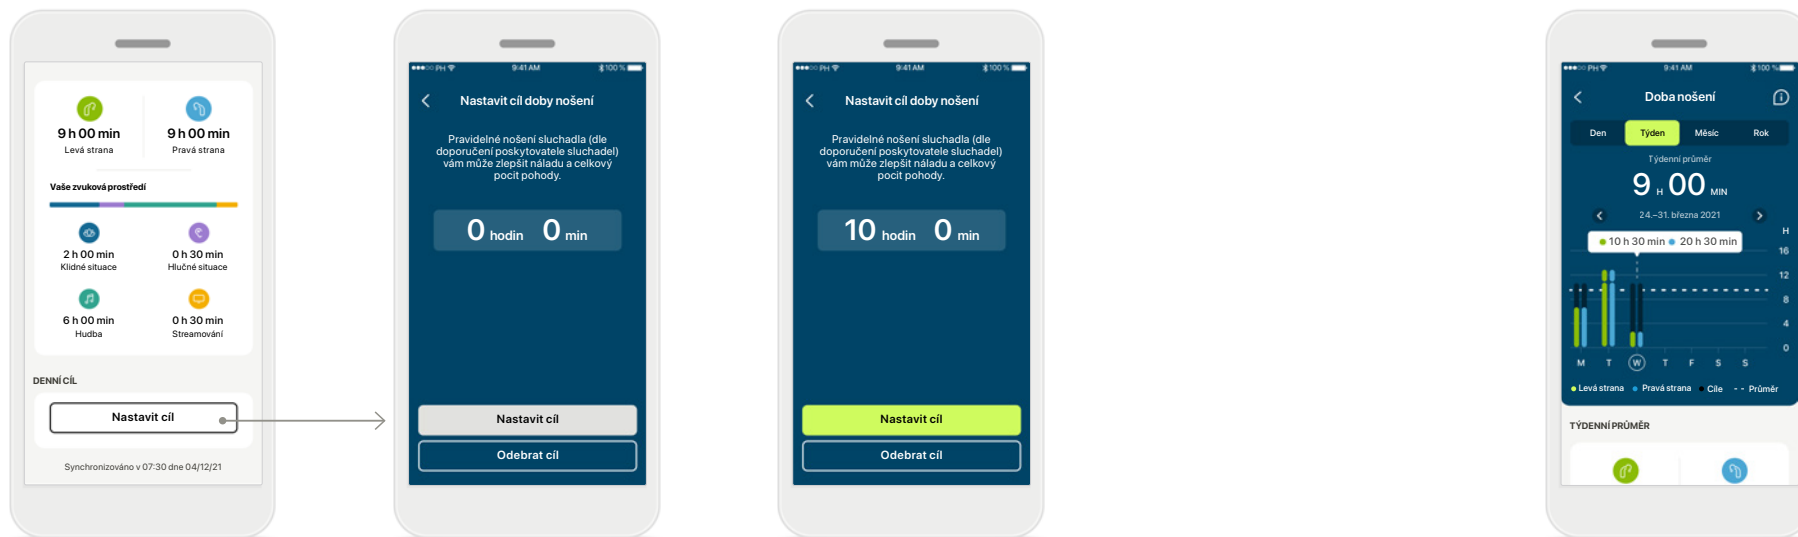 9 h 00 min
Levá strana
9 h 00 min
Pravá strana
Vaše zvuková prostředí
2 h 00 min
Klidné situace
0 h 30 min
Hlučné situace
6 h 00 min
Hudba
0 h 30 min
Streamování
DENNÍ CÍL
Nastavit cíl
Synchronizováno v 07:30 dne 04/12/21
PH 9:41 AM 100 %
Nastavit cíl doby nošení
Pravidelné nošení sluchadla (dle
doporučení poskytovatele sluchadel)
vám může zlepšit náladu a celkový
pocit pohody.
0 hodin 0 min
Nastavit cíl
Odebrat cíl
PH 9:41 AM 100 %
Nastavit cíl doby nošení
Pravidelné nošení sluchadla (dle
doporučení poskytovatele sluchadel)
vám může zlepšit náladu a celkový
pocit pohody.
10 hodin 0 min
Nastavit cíl
Odebrat cíl
PH 9:41 AM 100 %
Doba nošení
Den Týden Měsíc Rok
Týdenní průměr
9 H 00 MIN
24.–31. března 2021
H
10 h 30 min 20 h 30 min
16
12
8
4
0
M T W T F S S
Levá strana Pravá strana Cíle - - Průměr
TÝDENNÍ PRŮMĚR